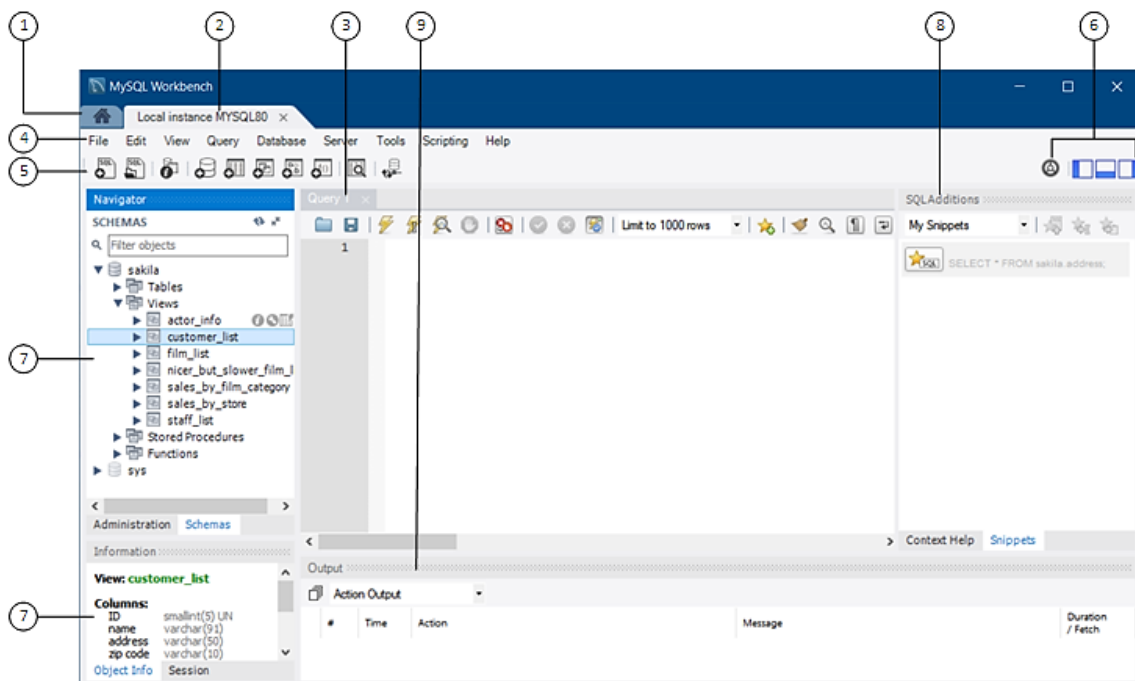 1 2 3 9 8 6
MySQL Workbench
Local instance MYSQL80
4
File Edit View Query Database Server Tools Scripting Help
5
Navigator
Query 1
SQLAdditions
SCHEMAS
Limit to 1000 rows
My Snippets
Filter objects
1
SQL SELECT * FROM sakila.address;
sakila
Tables
Views
actor_info
customer_list
7
film_list
nicer_but_slower_film_l
sales_by_film_category
sales_by_store
staff_list
Stored Procedures
Functions
sys
Administration Schemas
Context Help Snippets
Information
Output
View: customer_list
Action Output
Columns:
7
ID smallint(5) UN
name varchar(91)
address varchar(50)
zip code varchar(10)
# Time Action Message Duration / Fetch
Object Info Session